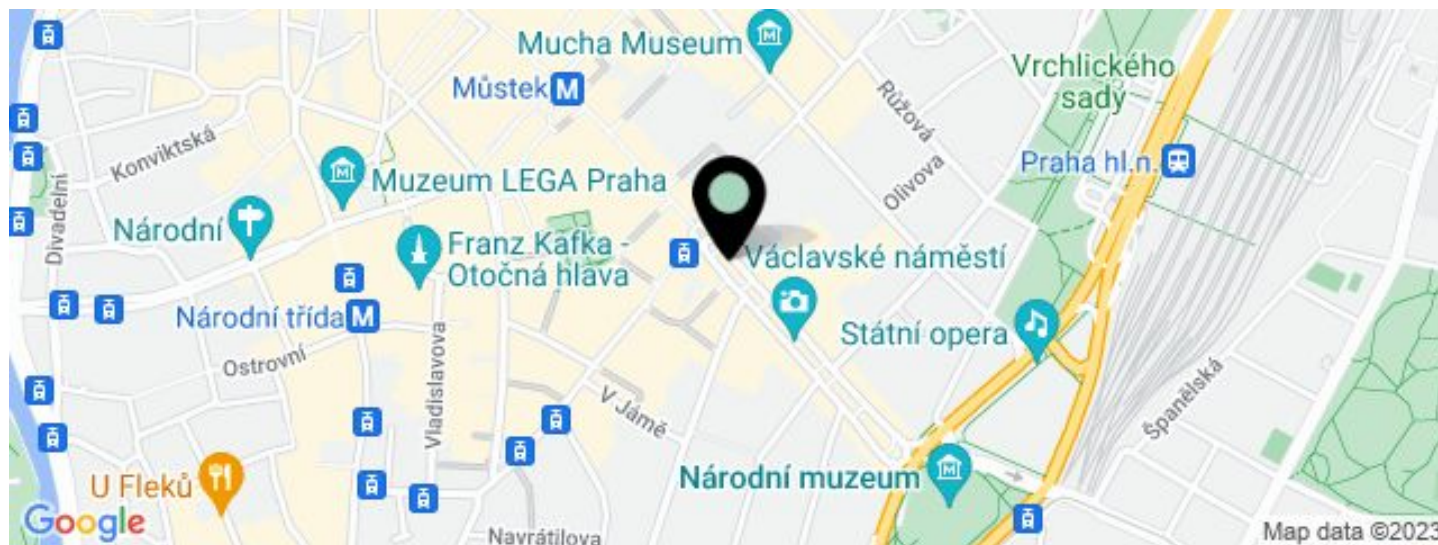 Mucha Museum
Můstek
Vrchlického
sady
Růžová
Konviktská
Muzeum LEGA Praha
Olivova
Praha hl.n.
Divadelní
Národní
Franz Kafka -
Otočná hlava
Václavské náměstí
Národní třída
Státní opera
Ostrovní
Vladislavova
V Jámě
Španělská
U Fleků
Národní muzeum
Navrátilova
Google
Map data ©2023